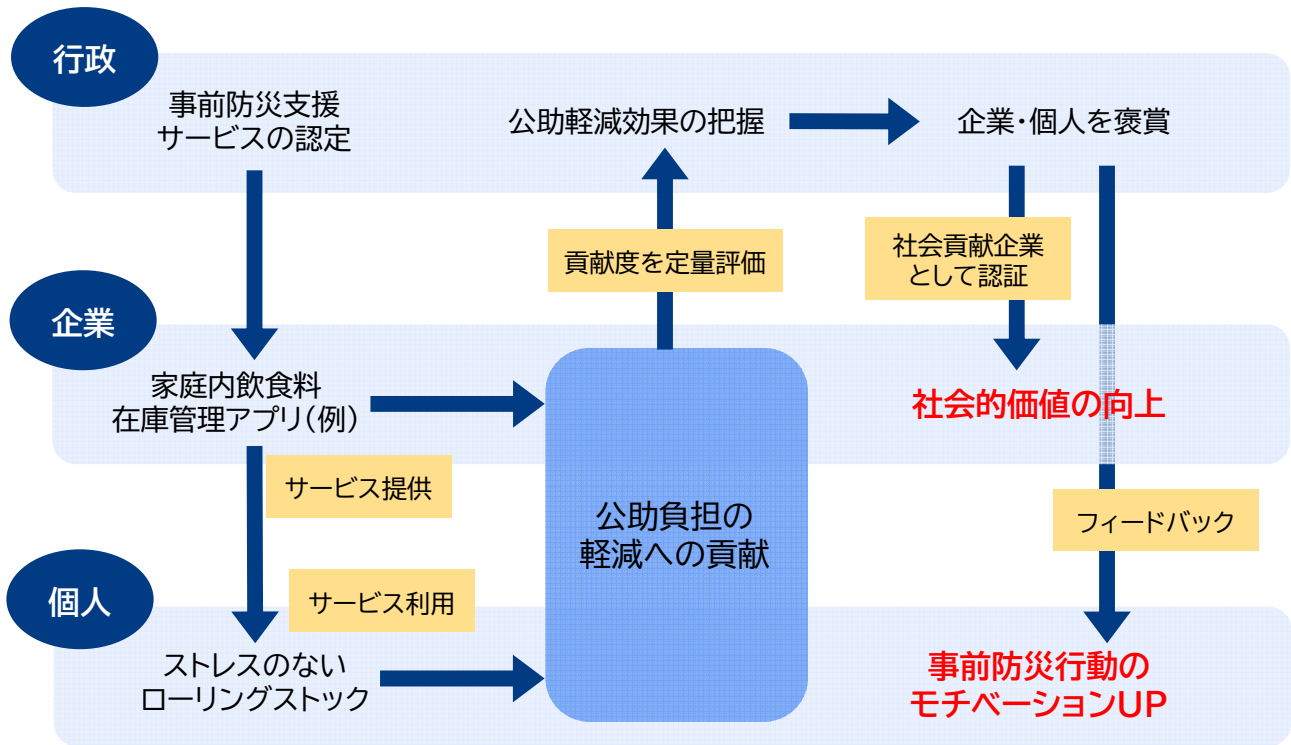 行政
事前防災支援
サービスの認定
公助軽減効果の把握
企業・個人を褒賞
貢献度を定量評価
社会貢献企業
として認証
企業
家庭内飲食料
在庫管理アプリ(例)
社会的価値の向上
サービス提供
公助負担の
軽減への貢献
フィードバック
個人
サービス利用
ストレスのない
ローリングストック
事前防災行動の
モチベーションUP